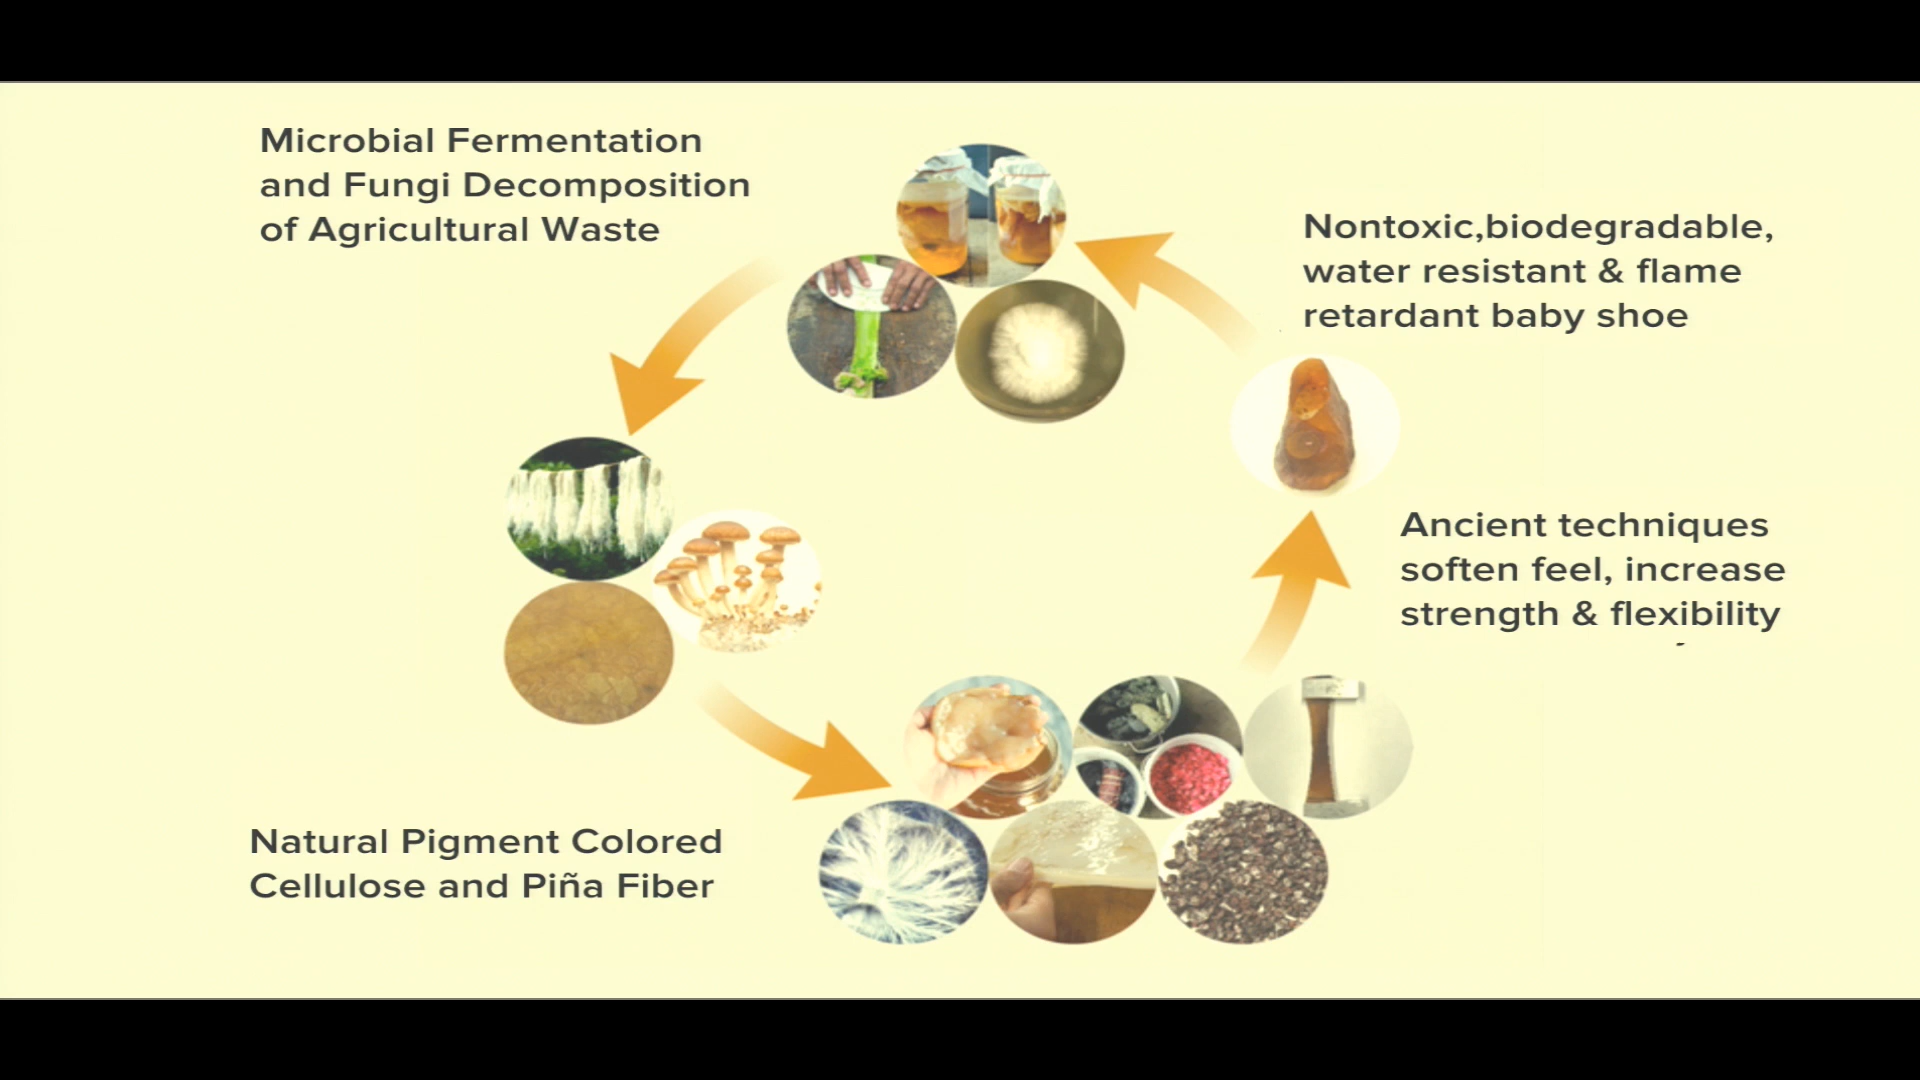 Microbial Fermentation
and Fungi Decomposition
of Agricultural Waste
Nontoxic,biodegradable,
water resistant & flame
retardant baby shoe
Ancient techniques
soften feel, increase
strength & flexibility
Natural Pigment Colored
Cellulose and Piña Fiber